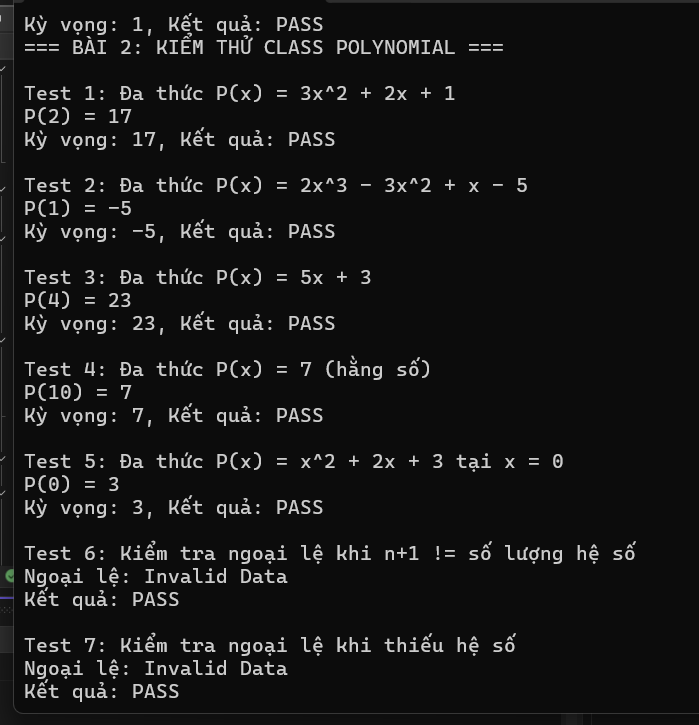 Kỳ vọng: 1, Kết quả: PASS
=== BÀI 2: KIỂM THỬ CLASS POLYNOMIAL ===
Test 1: Đa thức P(x) = 3x^2 + 2x + 1
P(2) = 17
Kỳ vọng: 17, Kết quả: PASS
Test 2: Đa thức P(x) = 2x^3 - 3x^2 + x - 5
P(1) = -5
Kỳ vọng: -5, Kết quả: PASS
Test 3: Đa thức P(x) = 5x + 3
P(4) = 23
Kỳ vọng: 23, Kết quả: PASS
Test 4: Đa thức P(x) = 7 (hằng số)
P(10) = 7
Kỳ vọng: 7, Kết quả: PASS
Test 5: Đa thức P(x) = x^2 + 2x + 3 tại x = 0
P(0) = 3
Kỳ vọng: 3, Kết quả: PASS
Test 6: Kiểm tra ngoại lệ khi n+1 != số lượng hệ số
Ngoại lệ: Invalid Data
Kết quả: PASS
Test 7: Kiểm tra ngoại lệ khi thiếu hệ số
Ngoại lệ: Invalid Data
Kết quả: PASS